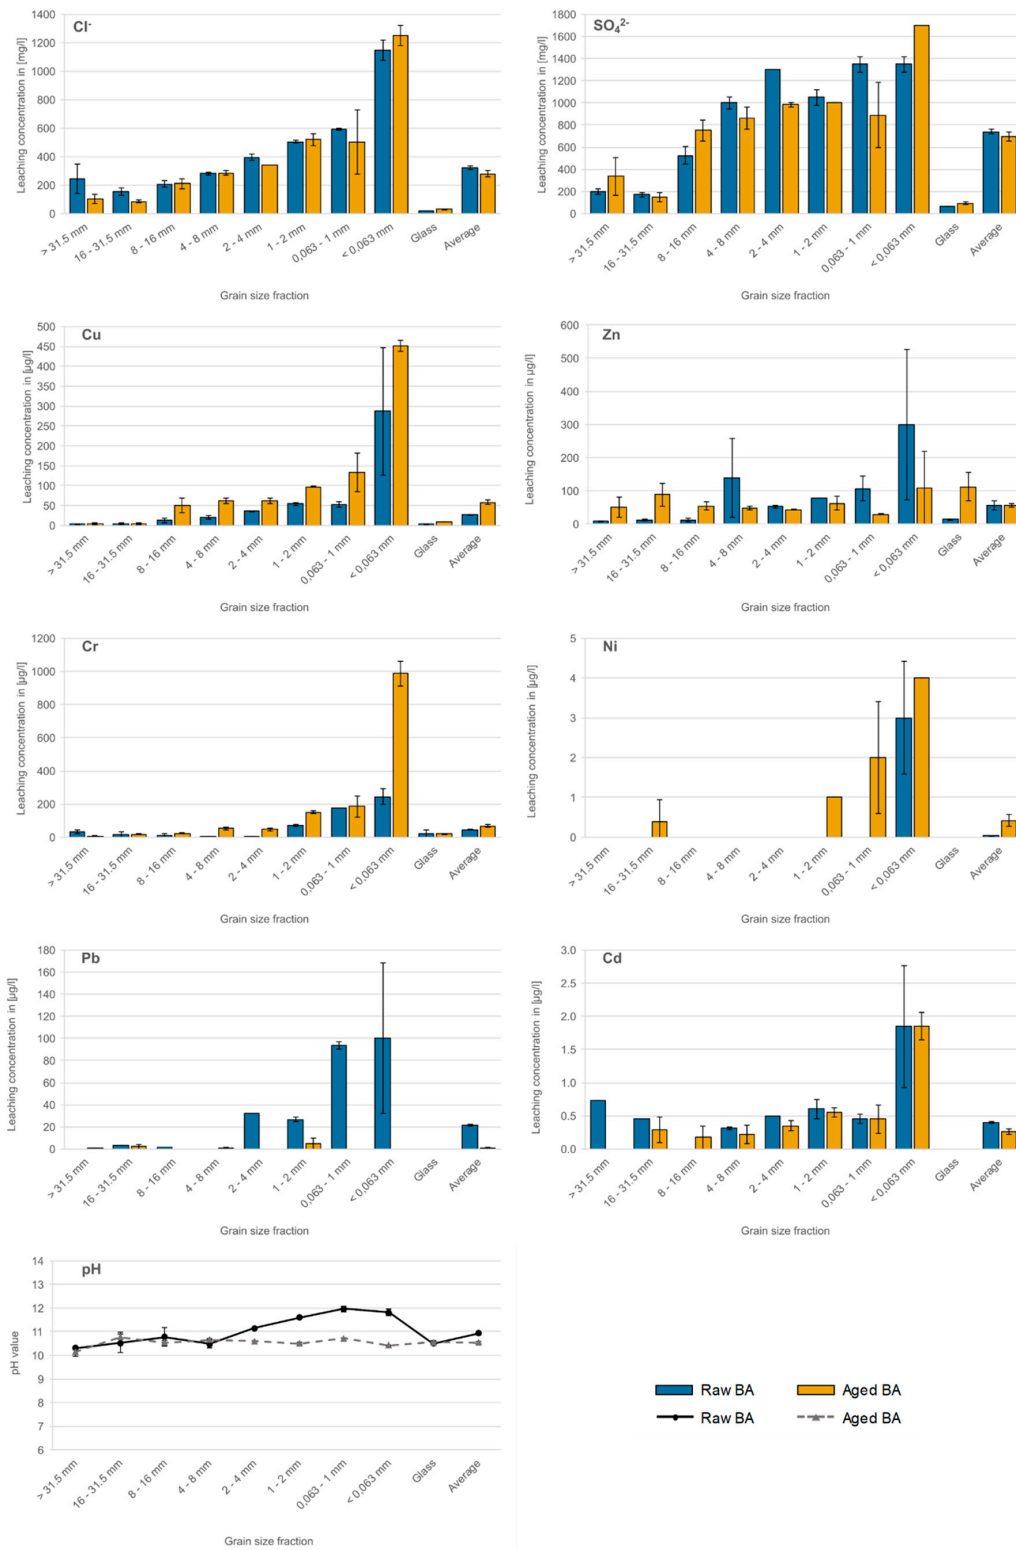 Cl-
Leaching concentration in [mg/l]
1400
1200
1000
800
600
400
200
0
> 31.5 mm
16 - 31.5 mm
8 - 16 mm
4 - 8 mm
2 - 4 mm
1 - 2 mm
0,063 - 1 mm
< 0,063 mm
Glass
Average
Grain size fraction
SO₄²⁻
Leaching concentration in [mg/l]
1800
1600
1400
1200
1000
800
600
400
200
0
> 31.5 mm
16 - 31.5 mm
8 - 16 mm
4 - 8 mm
2 - 4 mm
1 - 2 mm
0,063 - 1 mm
< 0,063 mm
Glass
Average
Grain size fraction
Cu
Leaching concentration in [µg/l]
500
450
400
350
300
250
200
150
100
50
0
> 31.5 mm
16 - 31.5 mm
8 - 16 mm
4 - 8 mm
2 - 4 mm
1 - 2 mm
0,063 - 1 mm
< 0,063 mm
Glass
Average
Grain size fraction
Zn
Leaching concentration in µg/l]
600
500
400
300
200
100
0
> 31.5 mm
16 - 31.5 mm
8 - 16 mm
4 - 8 mm
2 - 4 mm
1 - 2 mm
0,063 - 1 mm
< 0,063 mm
Glass
Average
Grain size fraction
Cr
Leaching concentration in [µg/l]
1200
1000
800
600
400
200
0
> 31.5 mm
16 - 31.5 mm
8 - 16 mm
4 - 8 mm
2 - 4 mm
1 - 2 mm
0,063 - 1 mm
< 0,063 mm
Glass
Average
Grain size fraction
Ni
Leaching concentration in [µg/l]
5
4
3
2
1
0
> 31.5 mm
16 - 31.5 mm
8 - 16 mm
4 - 8 mm
2 - 4 mm
1 - 2 mm
0,063 - 1 mm
< 0,063 mm
Glass
Average
Grain size fraction
Pb
Leaching concentration in [µg/l]
180
160
140
120
100
80
60
40
20
0
> 31.5 mm
16 - 31.5 mm
8 - 16 mm
4 - 8 mm
2 - 4 mm
1 - 2 mm
0,063 - 1 mm
< 0,063 mm
Glass
Average
Grain size fraction
Cd
Leaching concentration in [µg/l]
3.0
2.5
2.0
1.5
1.0
0.5
0.0
> 31.5 mm
16 - 31.5 mm
8 - 16 mm
4 - 8 mm
2 - 4 mm
1 - 2 mm
0,063 - 1 mm
< 0,063 mm
Glass
Average
Grain size fraction
pH
pH value
14
13
12
11
10
9
8
7
6
> 31.5 mm
16 - 31.5 mm
8 - 16 mm
4 - 8 mm
2 - 4 mm
1 - 2 mm
0,063 - 1 mm
< 0,063 mm
Glass
Average
Grain size fraction
Raw BA Aged BA
Raw BA Aged BA